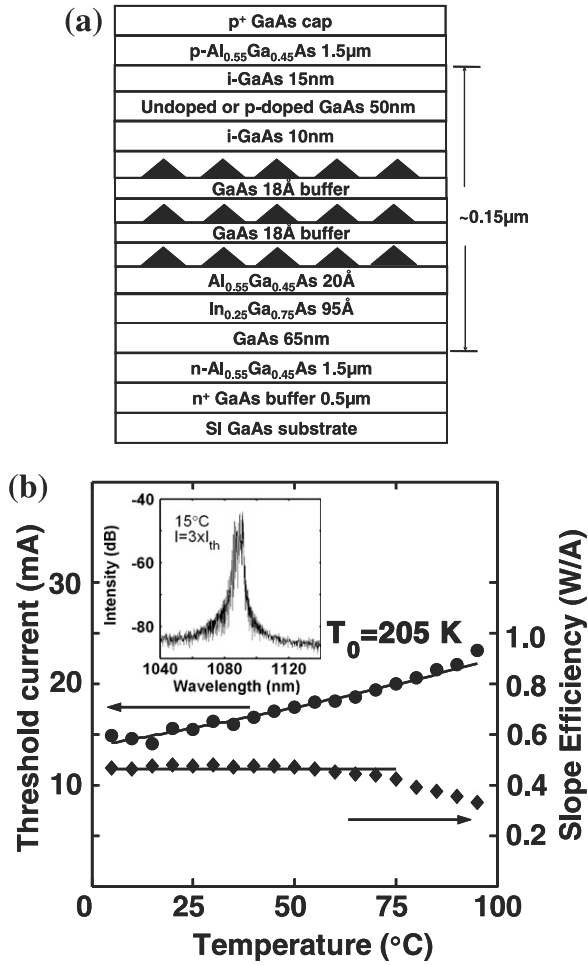 (a)
p⁺ GaAs cap
p-Al₀.₅₅Ga₀.₄₅As 1.5µm
i-GaAs 15nm
Undoped or p-doped GaAs 50nm
i-GaAs 10nm
GaAs 18Å buffer
GaAs 18Å buffer
~0.15µm
Al₀.₅₅Ga₀.₄₅As 20Å
In₀.₂₅Ga₀.₇₅As 95Å
GaAs 65nm
n-Al₀.₅₅Ga₀.₄₅As 1.5µm
n⁺ GaAs buffer 0.5µm
SI GaAs substrate
(b)
Threshold current (mA)
30
20
10
0
25
50
75
100
Temperature (°C)
Slope Efficiency (W/A)
1.0
0.8
0.6
0.4
0.2
T₀=205 K
Intensity (dB)
-40
-60
-80
15°C
I=3xIₜₕ
1040
1080
1120
Wavelength (nm)